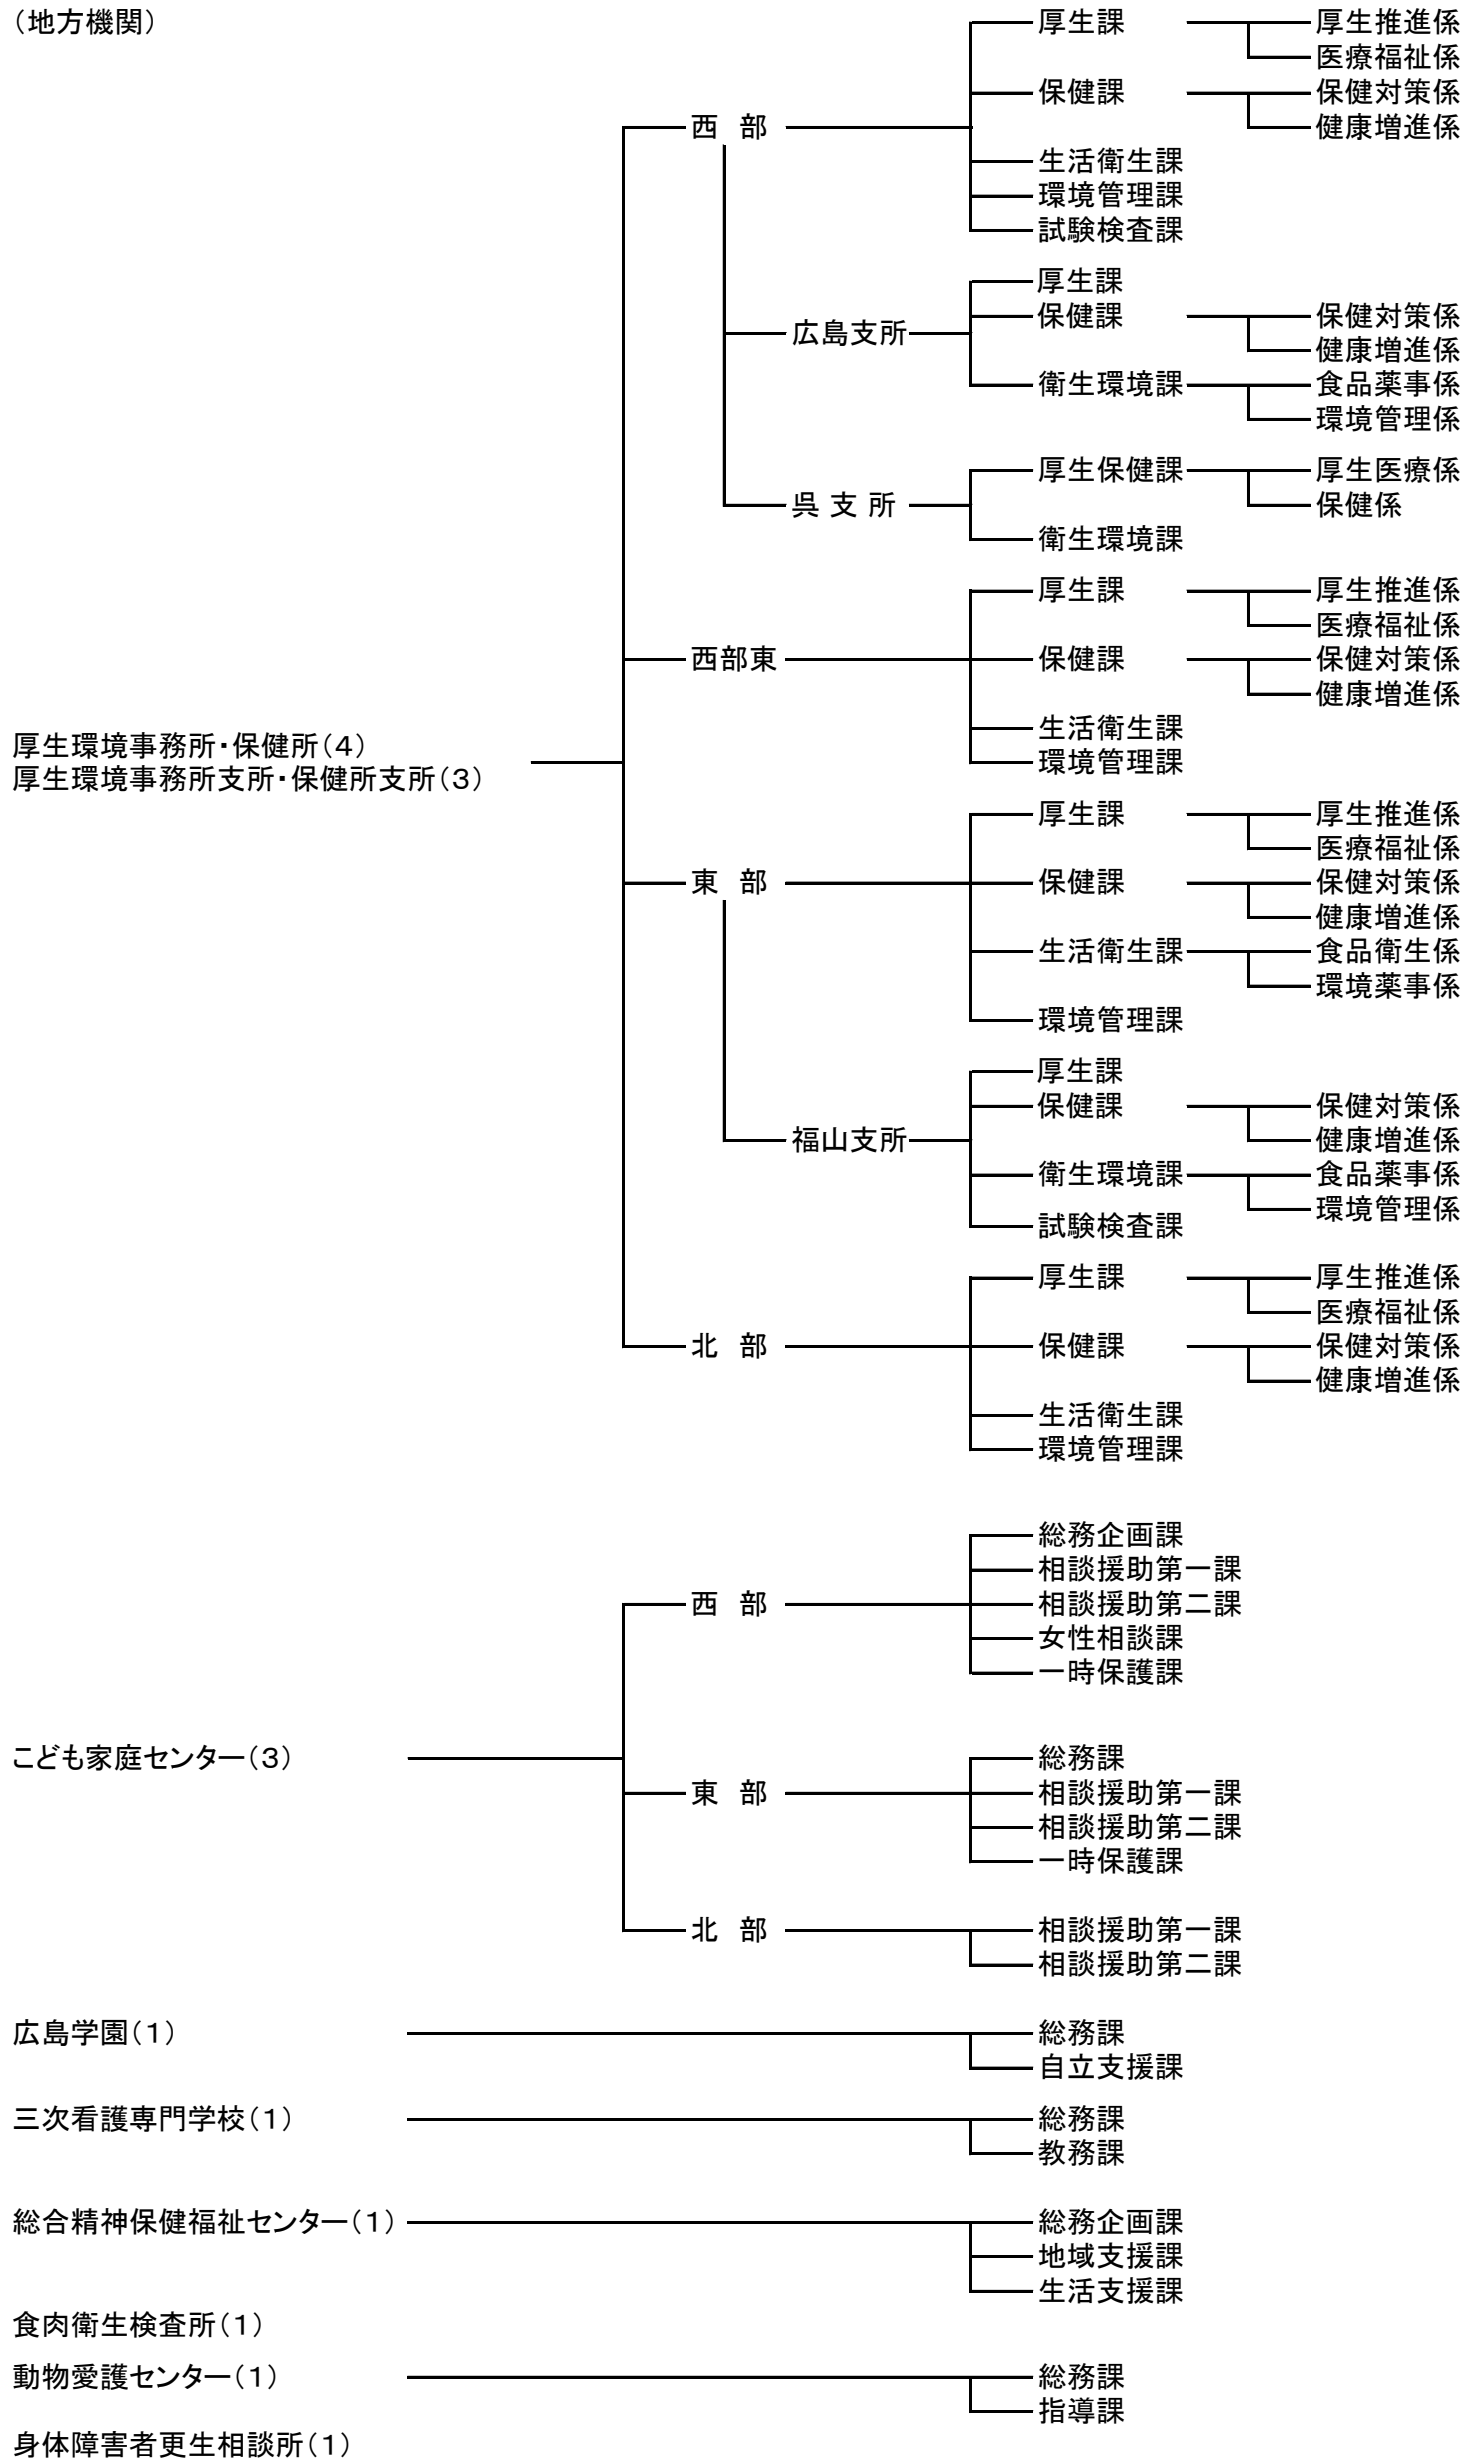 （地方機関）
厚生課 厚生推進係
医療福祉係
保健課 保健対策係
西 部 健康増進係
生活衛生課
環境管理課
試験検査課
厚生課
保健課 保健対策係
広島支所
健康増進係
衛生環境課 食品薬事係
環境管理係
厚生保健課 厚生医療係
呉 支 所 保健係
衛生環境課
厚生課 厚生推進係
医療福祉係
西部東 保健課 保健対策係
健康増進係
生活衛生課
厚生環境事務所・保健所（４）
環境管理課
厚生環境事務所支所・保健所支所（３）
厚生課 厚生推進係
医療福祉係
東 部 保健課 保健対策係
健康増進係
生活衛生課 食品衛生係
環境薬事係
環境管理課
厚生課
保健課 保健対策係
福山支所 健康増進係
衛生環境課 食品薬事係
環境管理係
試験検査課
厚生課 厚生推進係
医療福祉係
北 部 保健課 保健対策係
健康増進係
生活衛生課
環境管理課
総務企画課
相談援助第一課
西 部 相談援助第二課
女性相談課
一時保護課
こども家庭センター（３） 総務課
東 部 相談援助第一課
相談援助第二課
一時保護課
北 部 相談援助第一課
相談援助第二課
広島学園（１） 総務課
自立支援課
三次看護専門学校（１） 総務課
教務課
総合精神保健福祉センター（１） 総務企画課
地域支援課
生活支援課
食肉衛生検査所（１）
動物愛護センター（１） 総務課
指導課
身体障害者更生相談所（１）